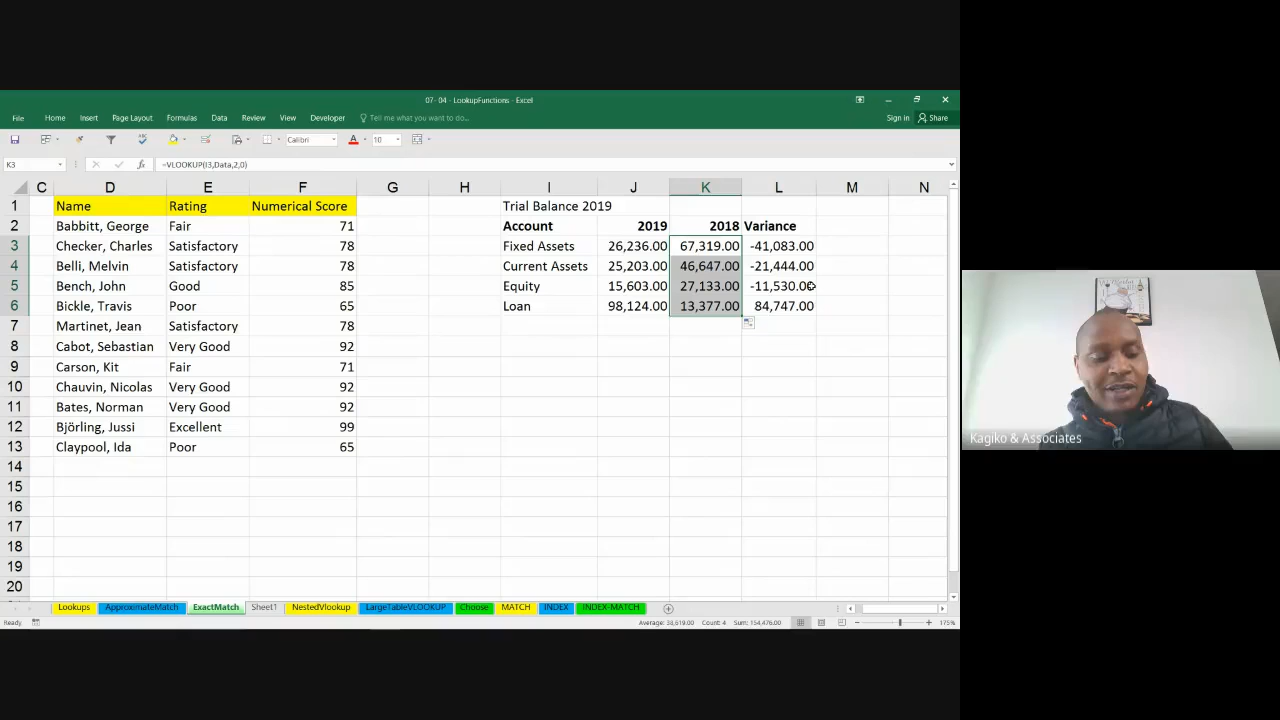 07- 04 - LookupFunctions - Excel
File Home Insert Page Layout Formulas Data Review View Developer Tell me what you want to do... Sign in Share
Calibri 10
K3 =VLOOKUP(I3,Data,2,0)
C D E F G H I J K L M N
1 Name Rating Numerical Score Trial Balance 2019
2 Babbitt, George Fair 71 Account 2019 2018 Variance
3 Checker, Charles Satisfactory 78 Fixed Assets 26,236.00 67,319.00 -41,083.00
4 Belli, Melvin Satisfactory 78 Current Assets 25,203.00 46,647.00 -21,444.00
5 Bench, John Good 85 Equity 15,603.00 27,133.00 -11,530.00
6 Bickle, Travis Poor 65 Loan 98,124.00 13,377.00 84,747.00
7 Martinet, Jean Satisfactory 78
8 Cabot, Sebastian Very Good 92
9 Carson, Kit Fair 71
10 Chauvin, Nicolas Very Good 92
11 Bates, Norman Very Good 92
12 Björling, Jussi Excellent 99
13 Claypool, Ida Poor 65
14
15
16
17
18
19
20
Lookups ApproximateMatch ExactMatch Sheet1 NestedVlookup LargeTableVLOOKUP Choose MATCH INDEX INDEX-MATCH
Ready Average: 38,619.00 Count: 4 Sum: 154,476.00 175%
Kagiko & Associates